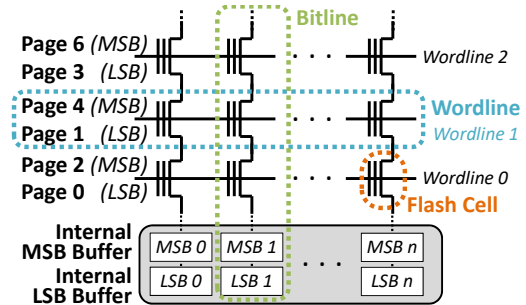 Bitline
Page 6 (MSB)
Wordline 2
Page 3 (LSB)
Page 4 (MSB)
Wordline
Page 1 (LSB)
Wordline 1
Page 2 (MSB)
Wordline 0
Page 0 (LSB)
Flash Cell
Internal
MSB Buffer
MSB 0 MSB 1 . . . MSB n
Internal
LSB Buffer
LSB 0 LSB 1 LSB n